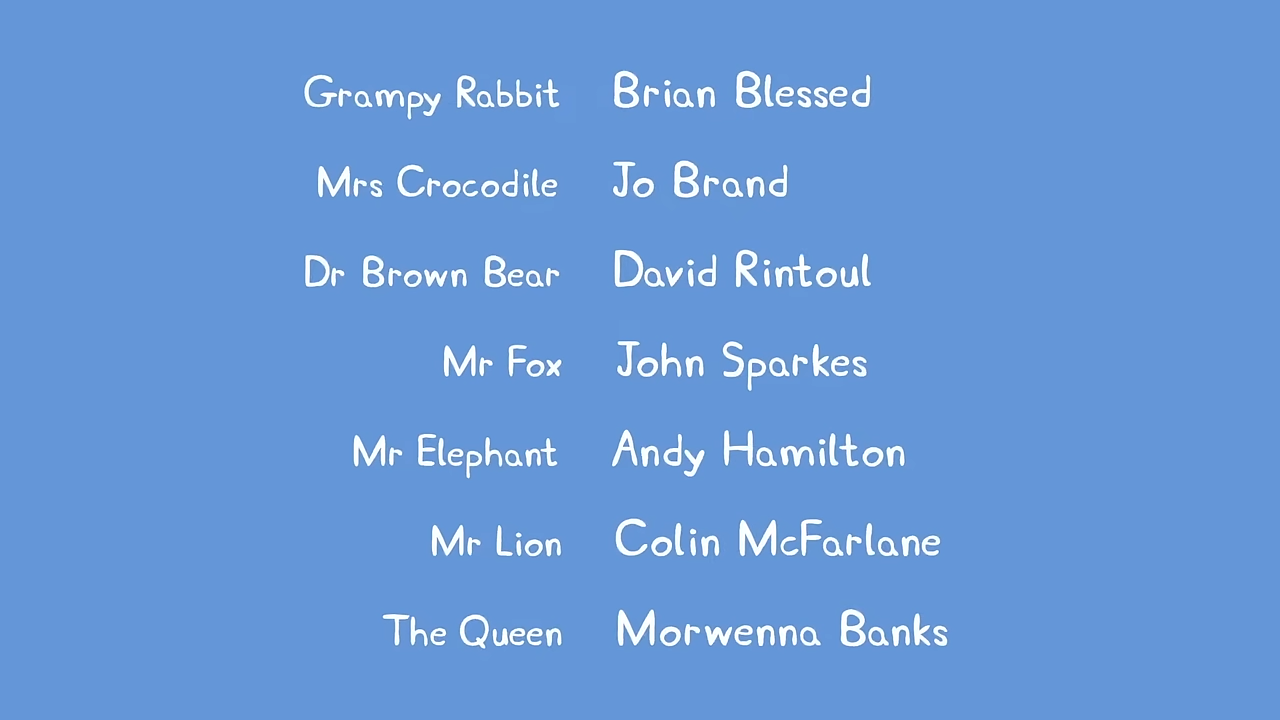 Grampy Rabbit Brian Blessed
Mrs Crocodile Jo Brand
Dr Brown Bear David Rintoul
Mr Fox John Sparkes
Mr Elephant Andy Hamilton
Mr Lion Colin McFarlane
The Queen Morwenna Banks